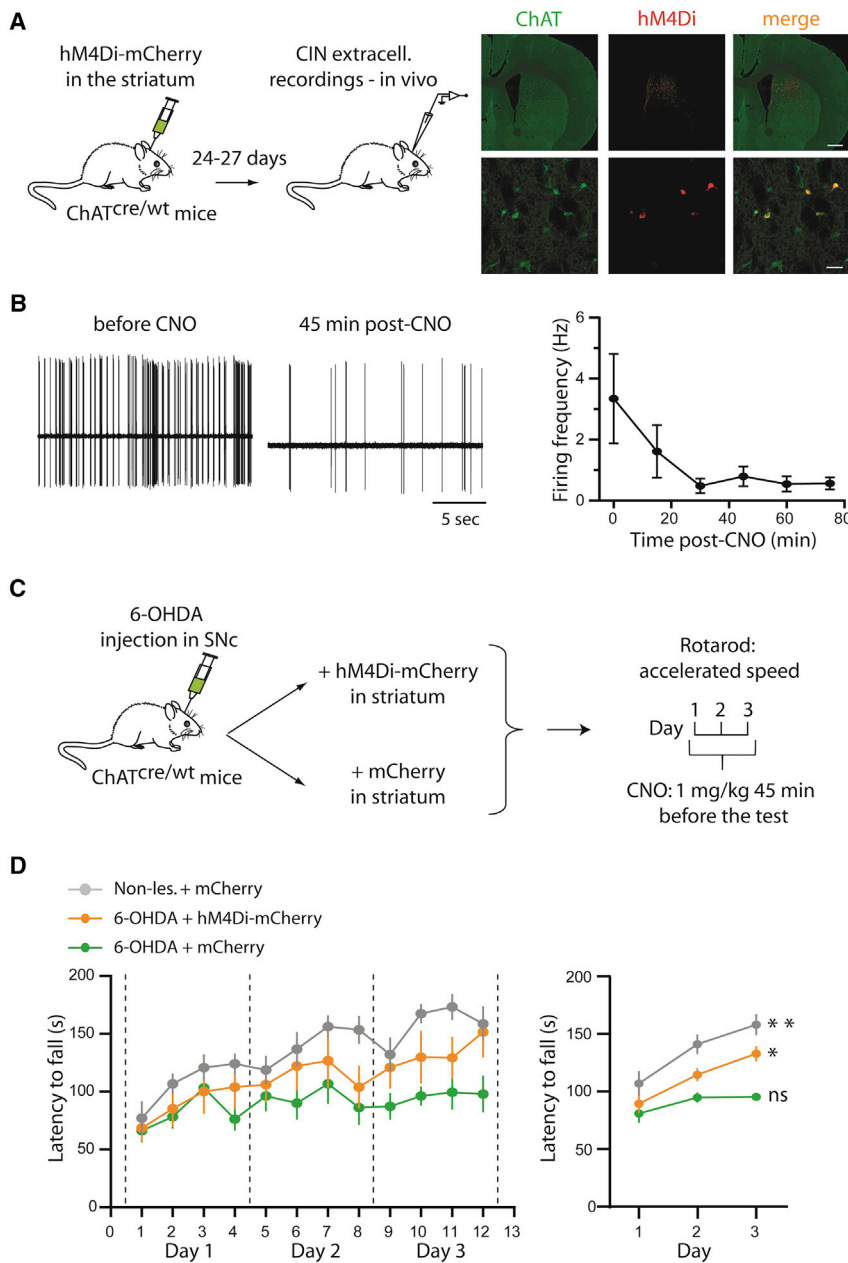 A
hM4Di-mCherry
in the striatum
CIN extracell.
recordings - in vivo
24-27 days
ChATcre/wt mice
ChAT
hM4Di
merge
B
before CNO
45 min post-CNO
5 sec
Firing frequency (Hz)
6
4
2
0
0
20
40
60
80
Time post-CNO (min)
C
6-OHDA
injection in SNc
ChATcre/wt mice
+ hM4Di-mCherry
in striatum
+ mCherry
in striatum
Rotarod:
accelerated speed
Day 1 2 3
CNO: 1 mg/kg 45 min
before the test
D
Non-les. + mCherry
6-OHDA + hM4Di-mCherry
6-OHDA + mCherry
Latency to fall (s)
200
150
100
50
0
0 1 2 3 4 5 6 7 8 9 10 11 12 13
Day 1 Day 2 Day 3
Latency to fall (s)
200
150
100
50
0
* *
*
ns
1 2 3
Day